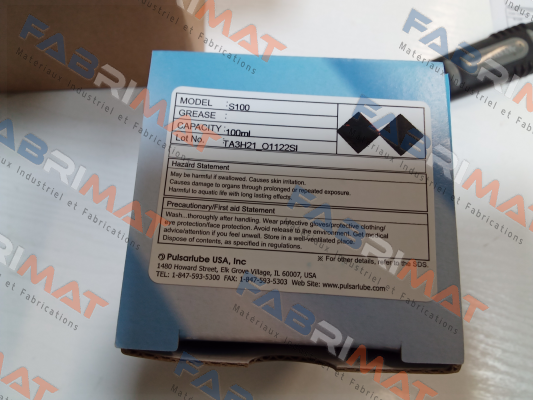 MODEL : S100
GREASE :
CAPACITY : 100ml
Lot No. : TA3H21_O1122SI
Hazard Statement
May be harmful if swallowed. Causes skin irritation.
Causes damage to organs through prolonged or repeated exposure.
Harmful to aquatic life with long lasting effects.
Precautionary/First aid Statement
Wash...thoroughly after handling. Wear protective gloves/protective clothing/
eye protection/face protection. Avoid release to the environment. Get medical
advice/attention if you feel unwell. Store in a well-ventilated place.
Dispose of contents, as specified in regulations.
※ For other details, refer to the SDS.
Pulsarlube USA, Inc
1480 Howard Street, Elk Grove Village, IL 60007, USA
TEL: 1-847-593-5300 FAX: 1-847-593-5303 Web Site: www.pulsarlube.com
FABRIMAT
Materiaux Industriel et Fabrications